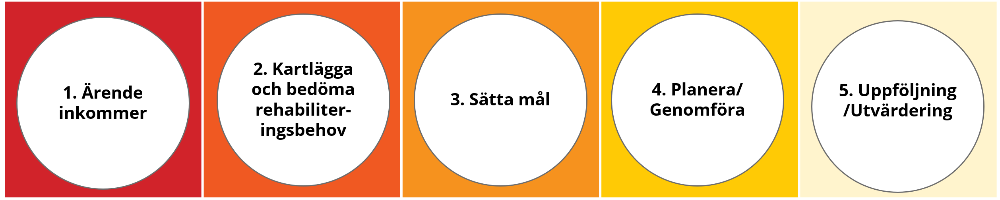 1. Ärende
inkommer
2. Kartlägga
och bedöma
rehabiliter-
ingsbehov
3. Sätta mål
4. Planera/
Genomföra
5. Uppföljning
/Utvärdering